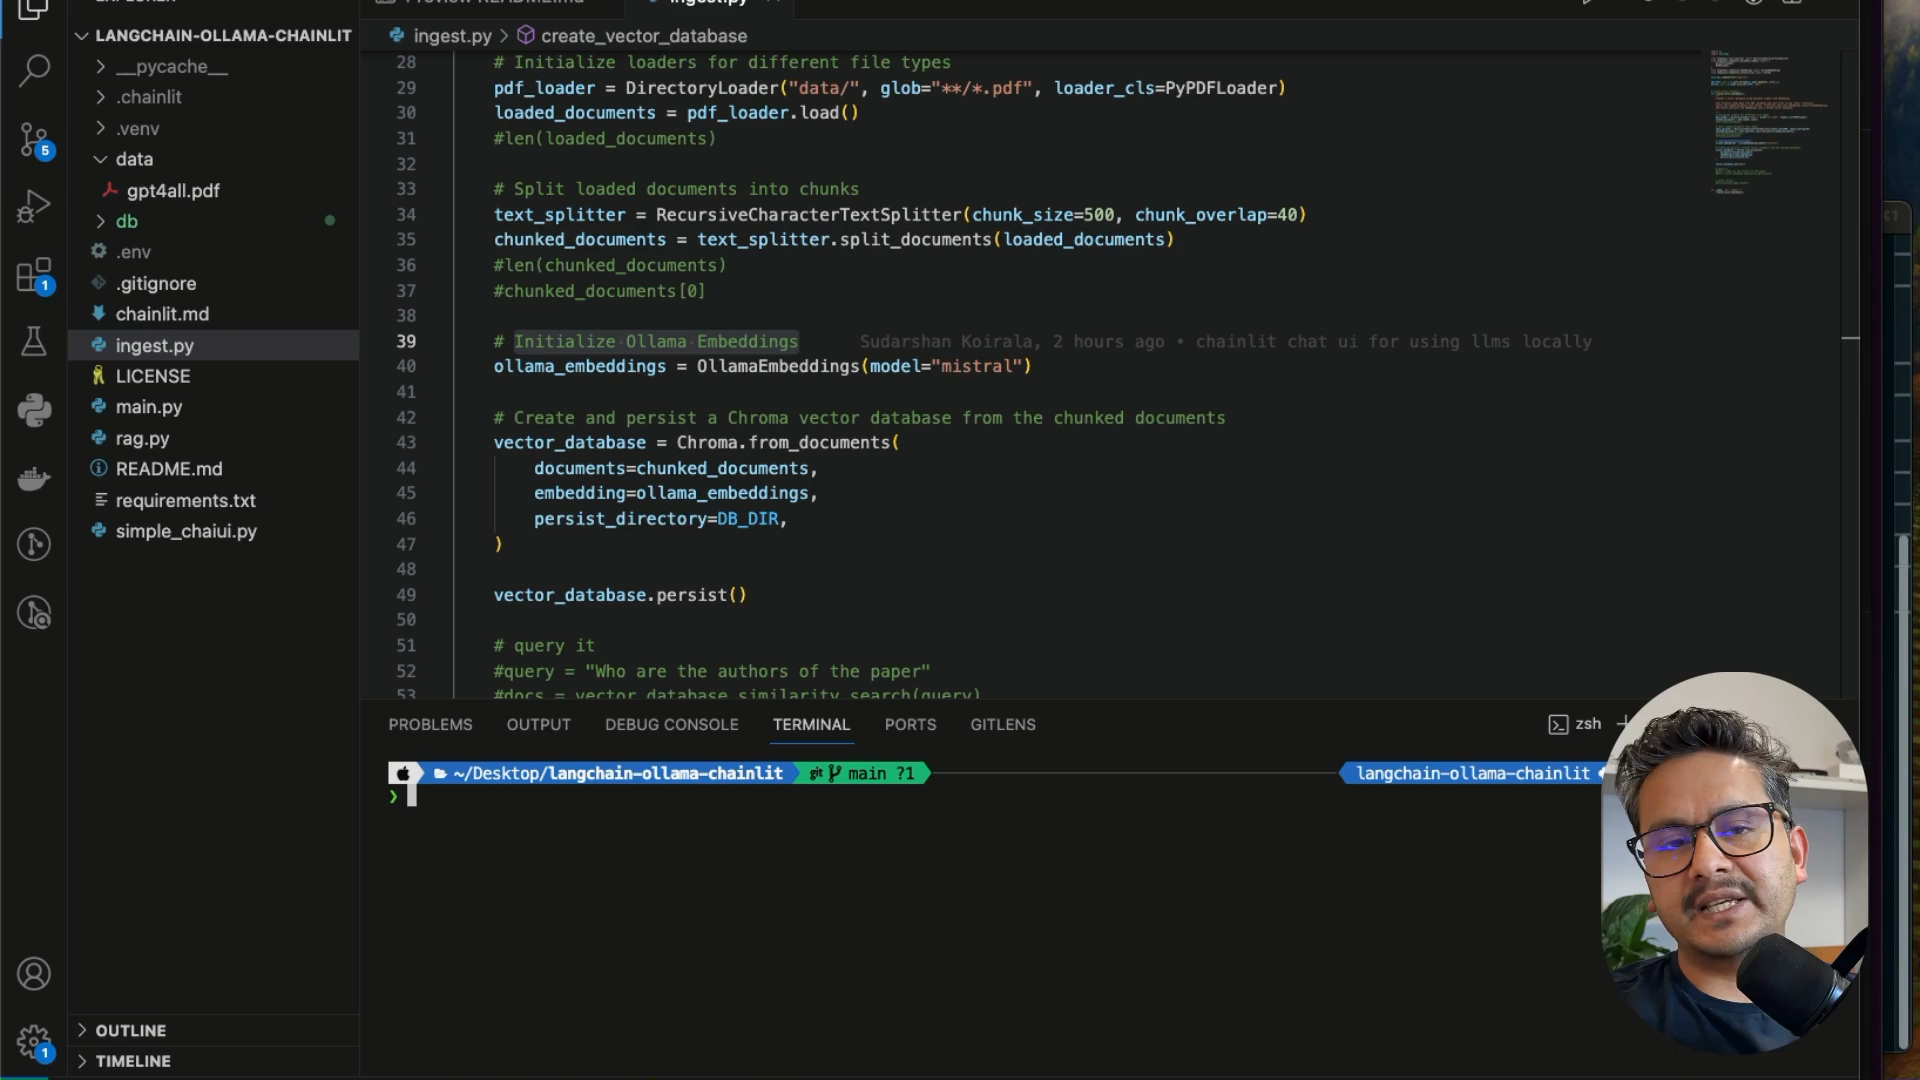 LANGCHAIN-OLLAMA-CHAINLIT
__pycache__
.chainlit
.venv
data
gpt4all.pdf
db
.env
.gitignore
chainlit.md
ingest.py
LICENSE
main.py
rag.py
README.md
requirements.txt
simple_chaiui.py
OUTLINE
TIMELINE
5
1
1
Preview README.md
ingest.py
ingest.py > create_vector_database
28 # Initialize loaders for different file types
29 pdf_loader = DirectoryLoader("data/", glob="**/*.pdf", loader_cls=PyPDFLoader)
30 loaded_documents = pdf_loader.load()
31 #len(loaded_documents)
32
33 # Split loaded documents into chunks
34 text_splitter = RecursiveCharacterTextSplitter(chunk_size=500, chunk_overlap=40)
35 chunked_documents = text_splitter.split_documents(loaded_documents)
36 #len(chunked_documents)
37 #chunked_documents[0]
38
39 # Initialize Ollama Embeddings Sudarshan Koirala, 2 hours ago • chainlit chat ui for using llms locally
40 ollama_embeddings = OllamaEmbeddings(model="mistral")
41
42 # Create and persist a Chroma vector database from the chunked documents
43 vector_database = Chroma.from_documents(
44 documents=chunked_documents,
45 embedding=ollama_embeddings,
46 persist_directory=DB_DIR,
47 )
48
49 vector_database.persist()
50
51 # query it
52 #query = "Who are the authors of the paper"
53 #docs = vector_database.similarity_search(query)
PROBLEMS OUTPUT DEBUG CONSOLE TERMINAL PORTS GITLENS
zsh
~/Desktop/langchain-ollama-chainlit git main ?1 langchain-ollama-chainlit
❯